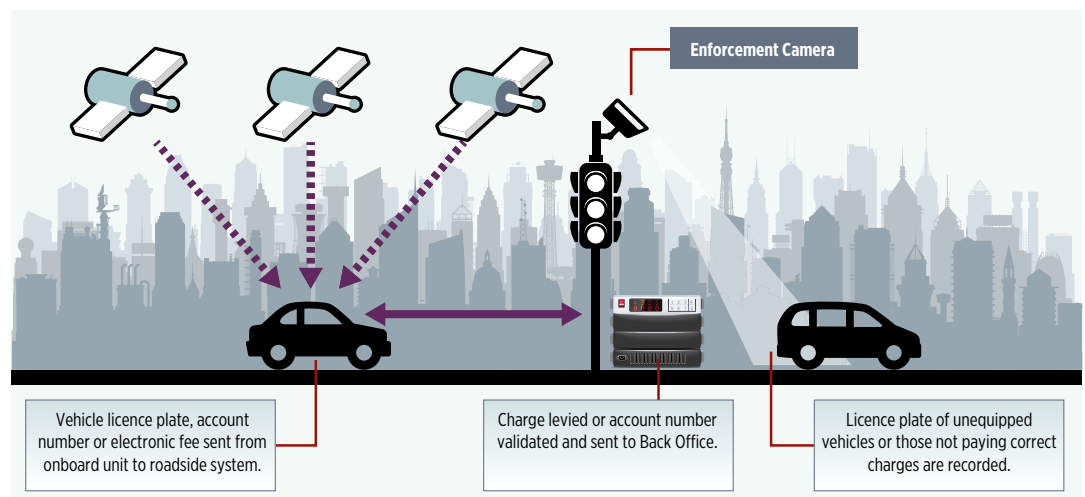 Enforcement Camera
Vehicle licence plate, account
number or electronic fee sent from
onboard unit to roadside system.
Charge levied or account number
validated and sent to Back Office.
Licence plate of unequipped
vehicles or those not paying correct
charges are recorded.